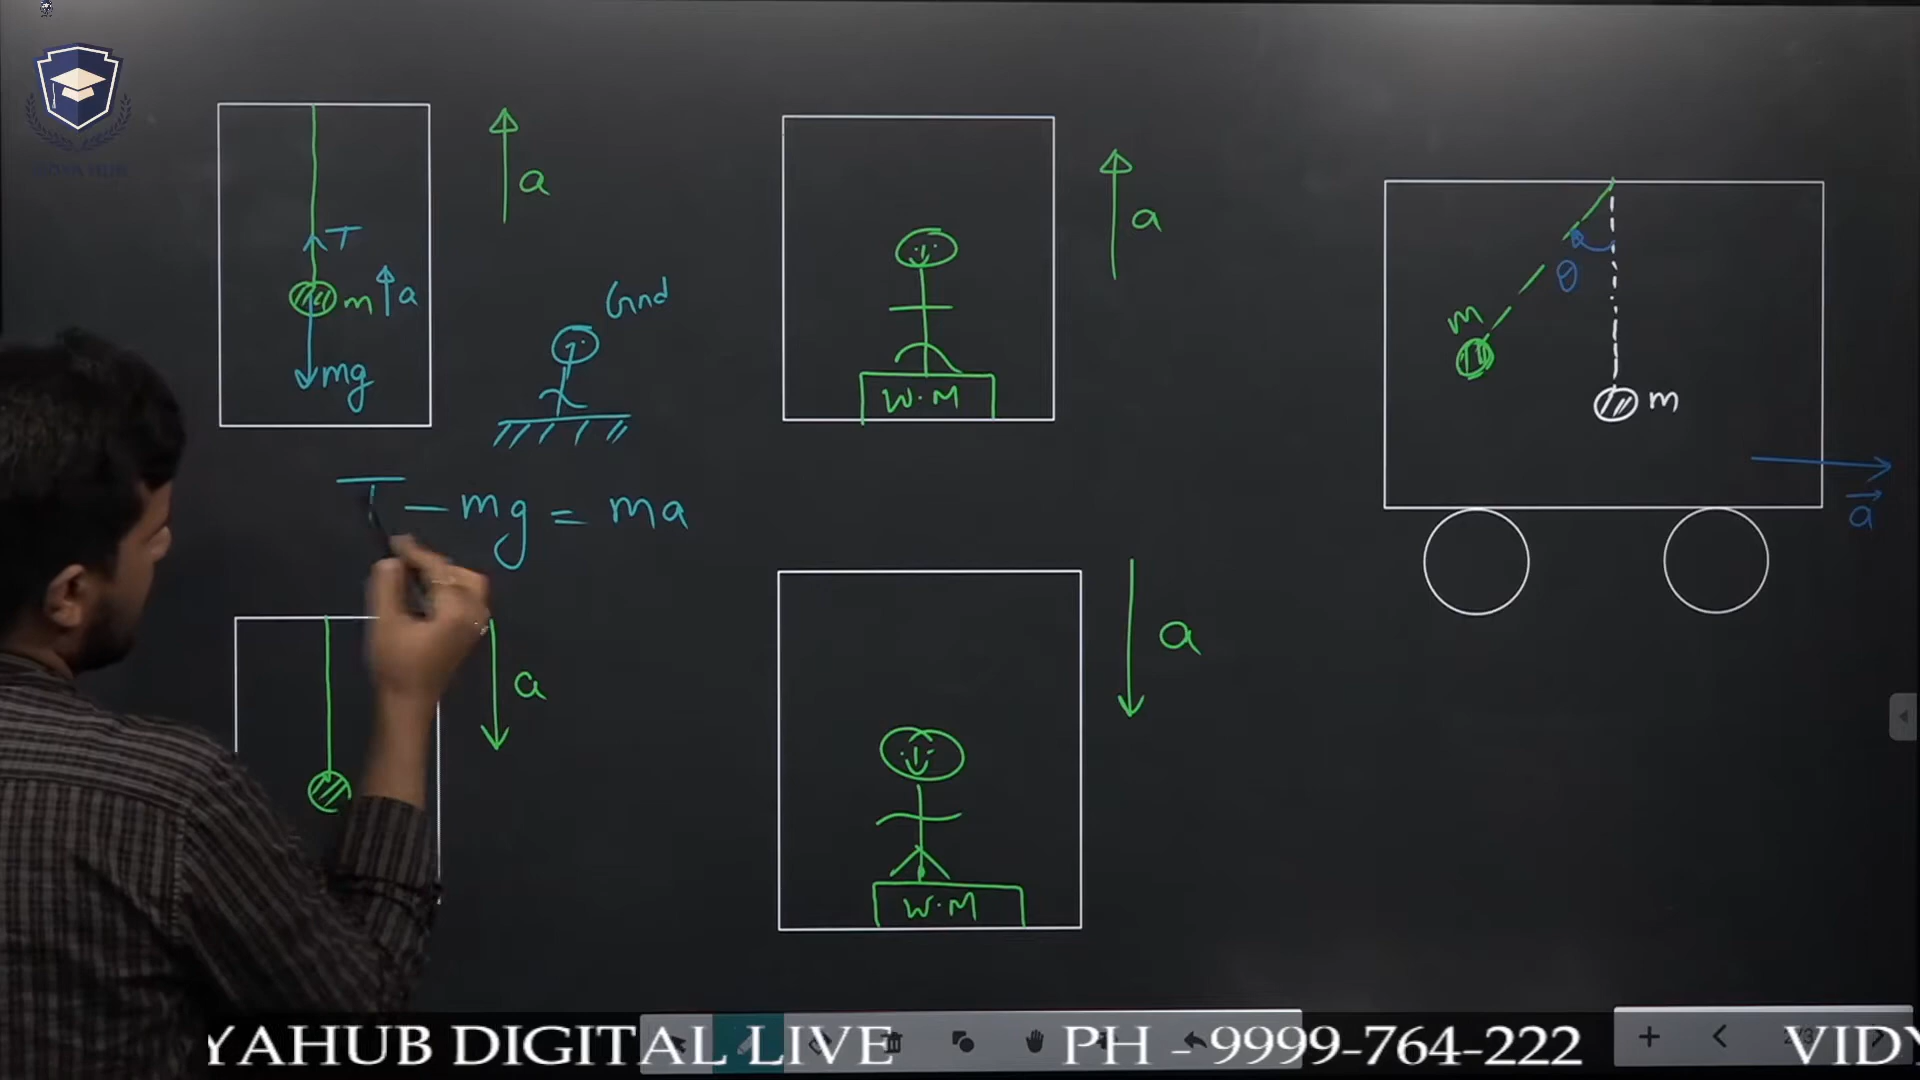 a
T
m
a
mg
Gnd
T - mg = ma
a
W.M
a
m
θ
m
a
a
W.M
a
YAHUB DIGITAL LIVE
PH - 9999-764-222
VIDY